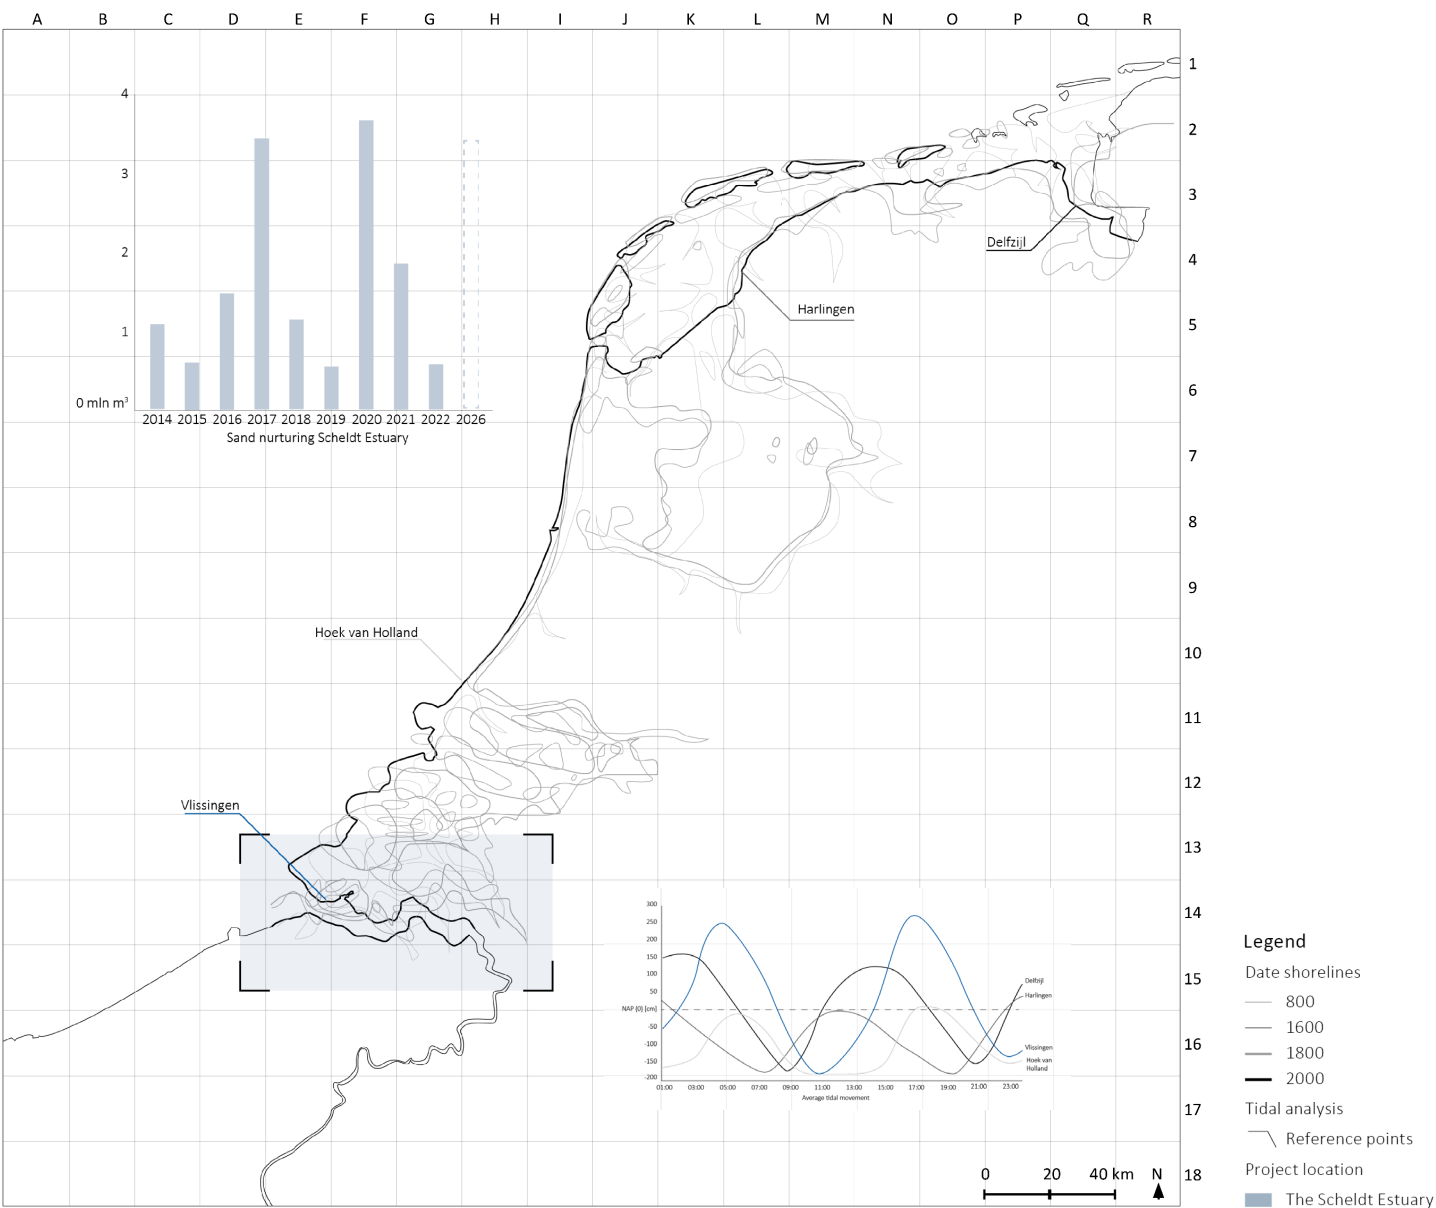 A B C D E F G H I J K L M N O P Q R
1
2
3
4
5
6
7
8
9
10
11
12
13
14
15
16
17
18
4
3
2
1
0 mln m³
2014 2015 2016 2017 2018 2019 2020 2021 2022 2026
Sand nurturing Scheldt Estuary
Delfzijl
Harlingen
Hoek van Holland
Vlissingen
300
250
200
150
100
50
NAP (0) [cm]
-50
-100
-150
-200
01:00 03:00 05:00 07:00 09:00 11:00 13:00 15:00 17:00 19:00 21:00 23:00
Average tidal movement
Delfzijl
Harlingen
Vlissingen
Hoek van
Holland
0 20 40 km
N
Legend
Date shorelines
800
1600
1800
2000
Tidal analysis
Reference points
Project location
The Scheldt Estuary